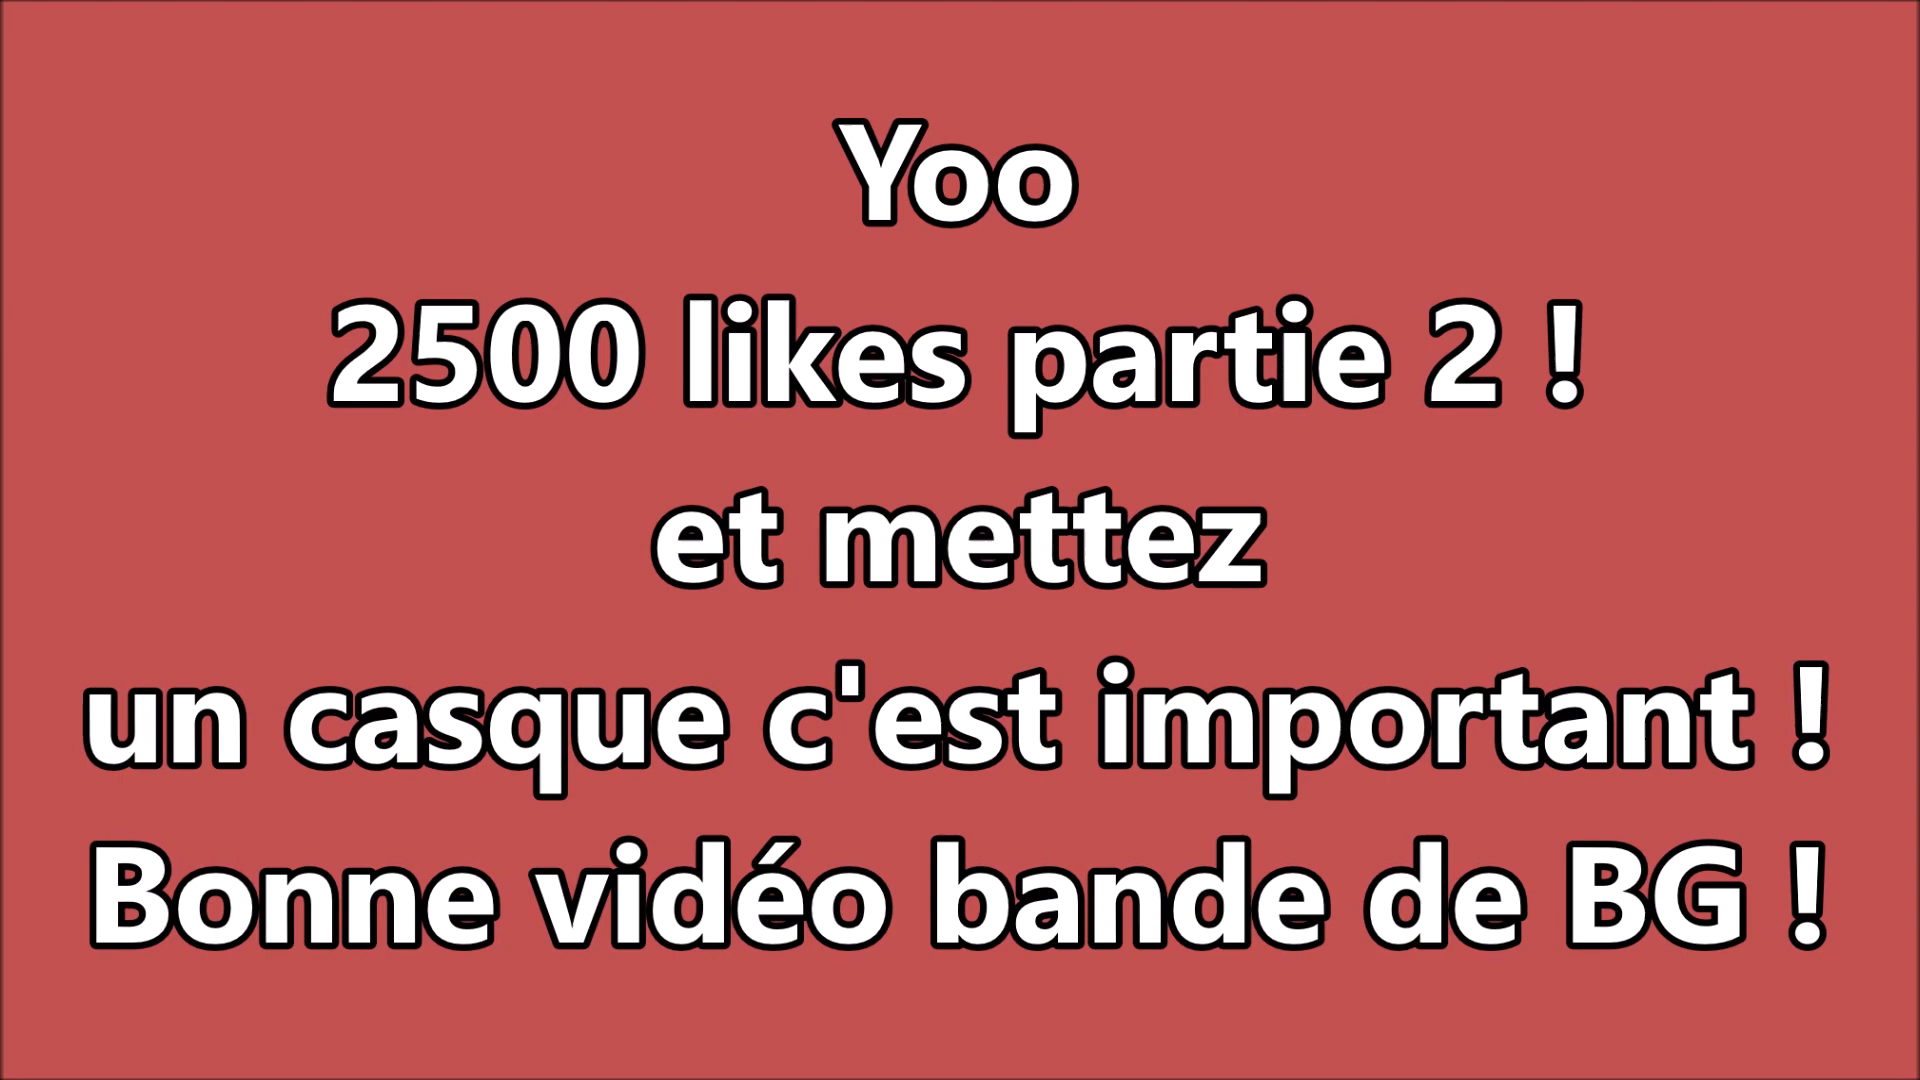 Yoo
2500 likes partie 2 !
et mettez
un casque c'est important !
Bonne vidéo bande de BG !